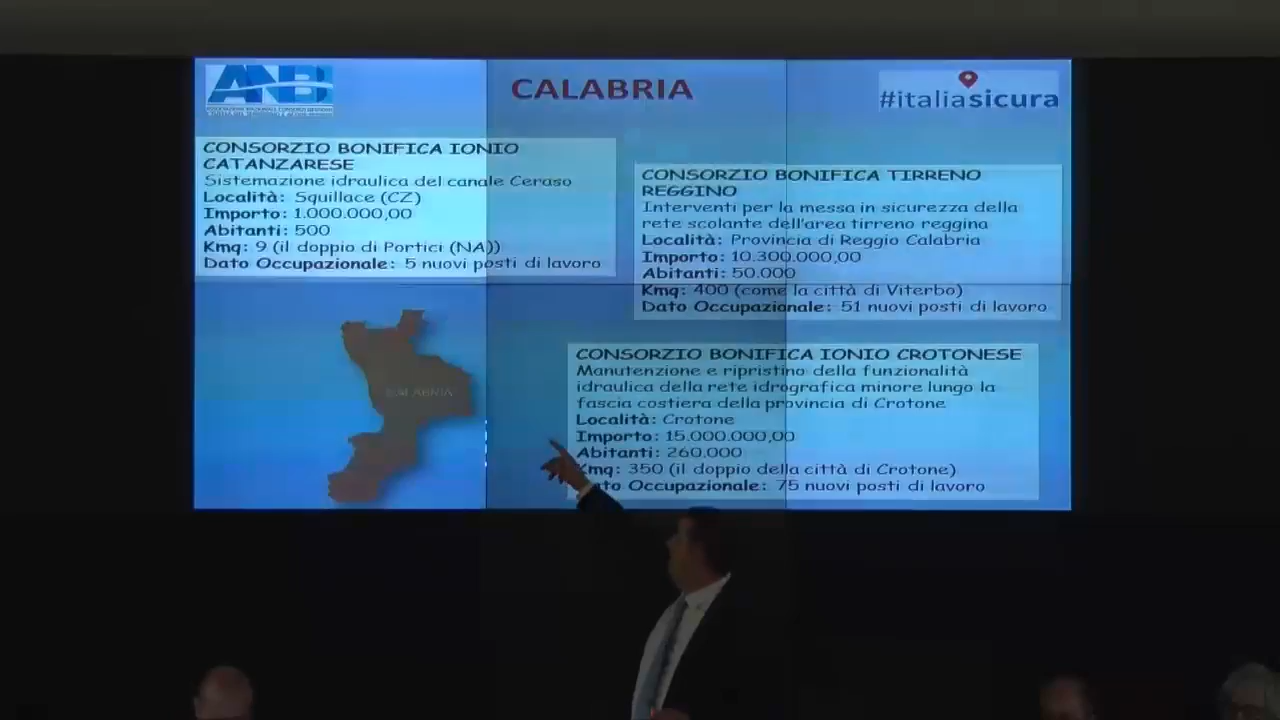 ANBI
CALABRIA
#italiasicura
CONSORZIO BONIFICA IONIO
CATANZARESE
Sistemazione idraulica del canale Ceraso
Località: Squillace (CZ)
Importo: 1.000.000,00
Abitanti: 500
Kmq: 9 (il doppio di Portici (NA))
Dato Occupazionale: 5 nuovi posti di lavoro
CONSORZIO BONIFICA TIRRENO
REGGINO
Interventi per la messa in sicurezza della
rete scolante dell'area tirreno reggina
Località: Provincia di Reggio Calabria
Importo: 10.300.000,00
Abitanti: 50.000
Kmq: 400 (come la città di Viterbo)
Dato Occupazionale: 51 nuovi posti di lavoro
CALABRIA
CONSORZIO BONIFICA IONIO CROTONESE
Manutenzione e ripristino della funzionalità
idraulica della rete idrografica minore lungo la
fascia costiera della provincia di Crotone
Località: Crotone
Importo: 15.000.000,00
Abitanti: 260.000
Kmq: 350 (il doppio della città di Crotone)
Dato Occupazionale: 75 nuovi posti di lavoro